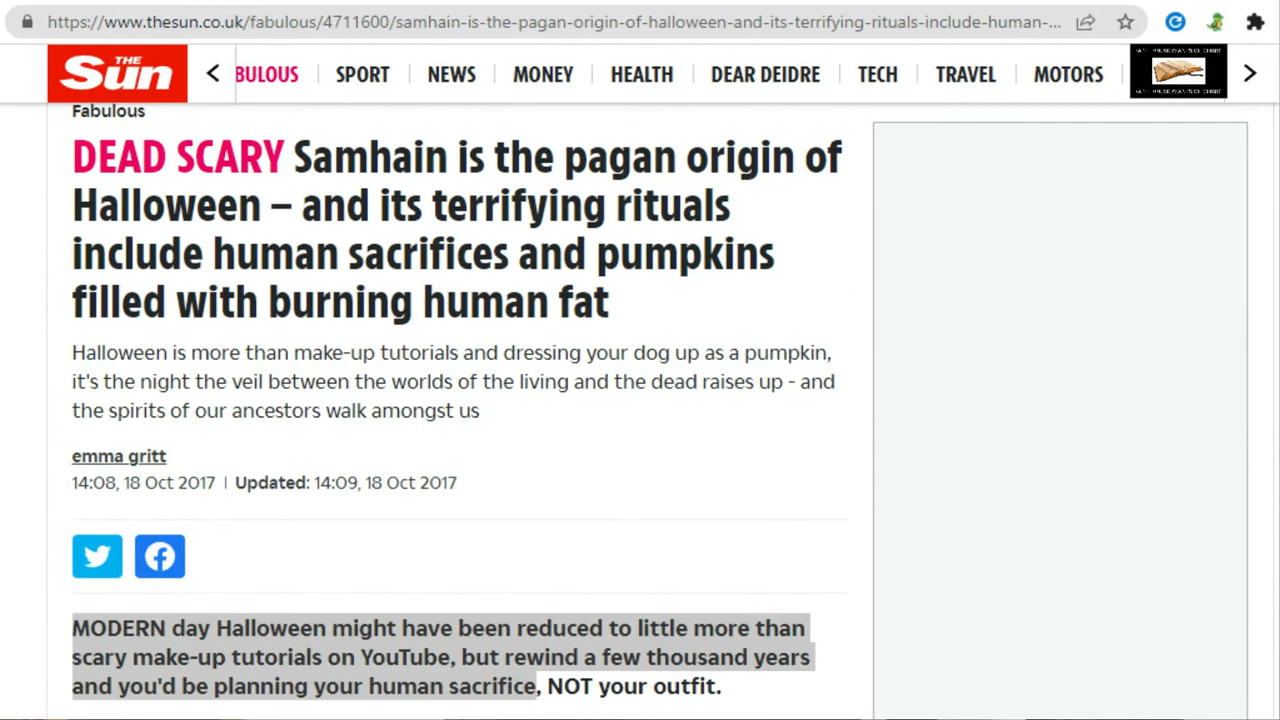 https://www.thesun.co.uk/fabulous/4711600/samhain-is-the-pagan-origin-of-halloween-and-its-terrifying-rituals-include-human-...
THE Sun
BULOUS SPORT NEWS MONEY HEALTH DEAR DEIDRE TECH TRAVEL MOTORS
Fabulous
DEAD SCARY Samhain is the pagan origin of
Halloween – and its terrifying rituals
include human sacrifices and pumpkins
filled with burning human fat
Halloween is more than make-up tutorials and dressing your dog up as a pumpkin,
it's the night the veil between the worlds of the living and the dead raises up - and
the spirits of our ancestors walk amongst us
emma gritt
14:08, 18 Oct 2017 | Updated: 14:09, 18 Oct 2017
MODERN day Halloween might have been reduced to little more than
scary make-up tutorials on YouTube, but rewind a few thousand years
and you'd be planning your human sacrifice, NOT your outfit.